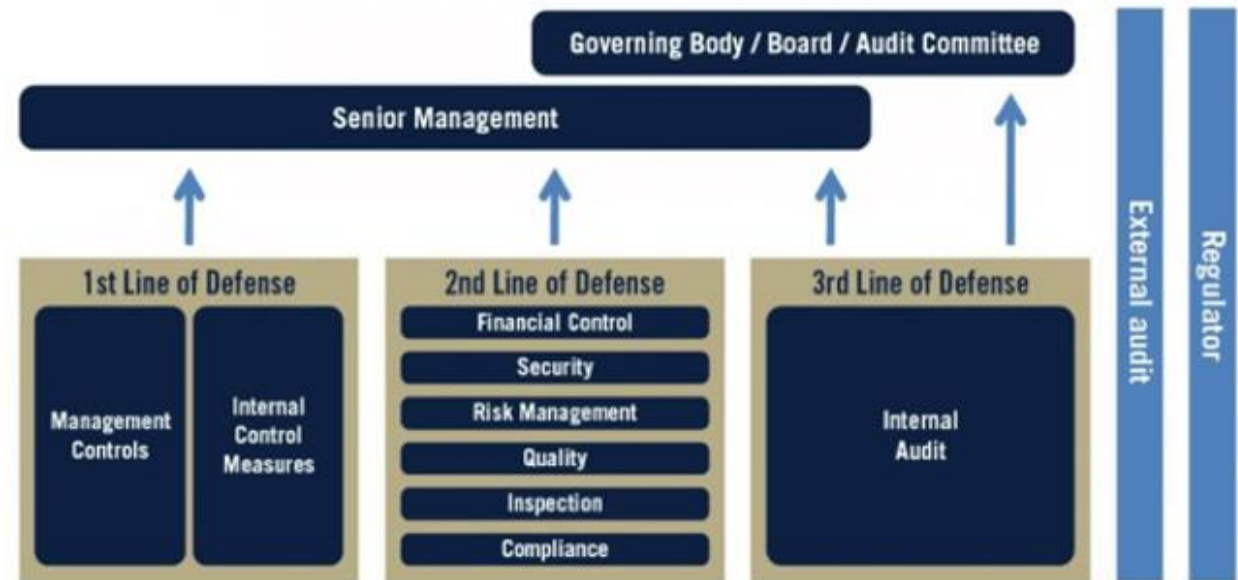 Governing Body / Board / Audit Committee
Senior Management
1st Line of Defense
Management
Controls
Internal
Control
Measures
2nd Line of Defense
Financial Control
Security
Risk Management
Quality
Inspection
Compliance
3rd Line of Defense
Internal
Audit
External audit
Regulator